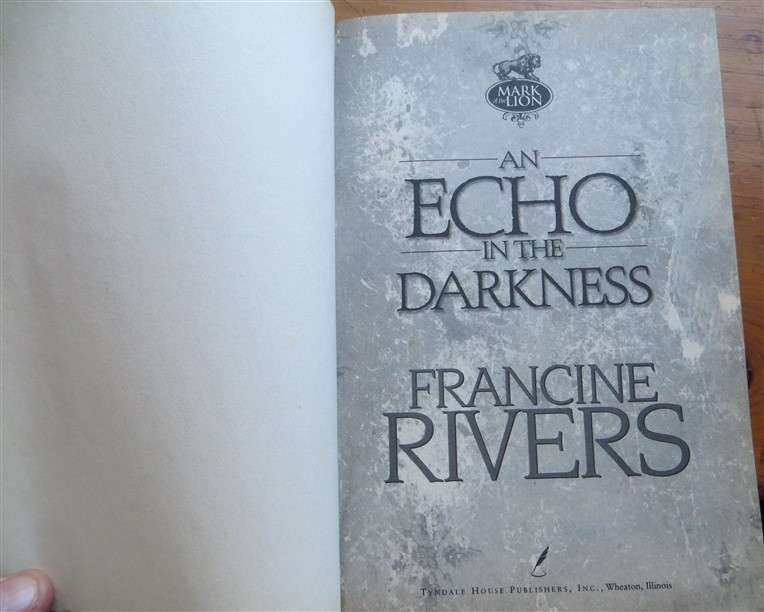 MARK
of the
LION
AN
ECHO
IN THE
DARKNESS
FRANCINE
RIVERS
TYNDALE HOUSE PUBLISHERS, INC., Wheaton, Illinois